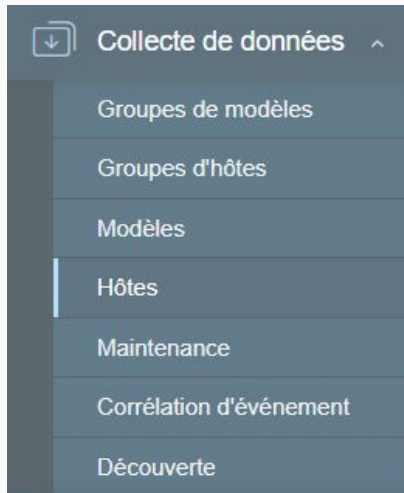 Collecte de données
Groupes de modèles
Groupes d'hôtes
Modèles
Hôtes
Maintenance
Corrélation d'événement
Découverte